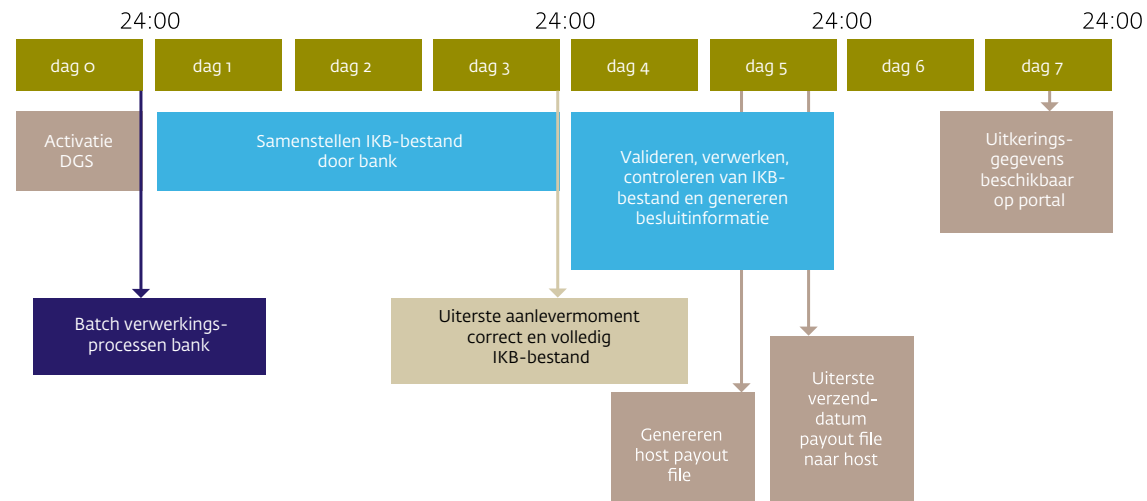 24:00 24:00 24:00 24:00
dag 0 dag 1 dag 2 dag 3 dag 4 dag 5 dag 6 dag 7
Activatie
DGS
Samenstellen IKB-bestand
door bank
Valideren, verwerken,
controleren van IKB-
bestand en genereren
besluitinformatie
Uitkerings-
gegevens
beschikbaar
op portal
Batch verwerkings-
processen bank
Uiterste aanlevermoment
correct en volledig
IKB-bestand
Genereren
host payout
file
Uiterste
verzend-
datum
payout file
naar host